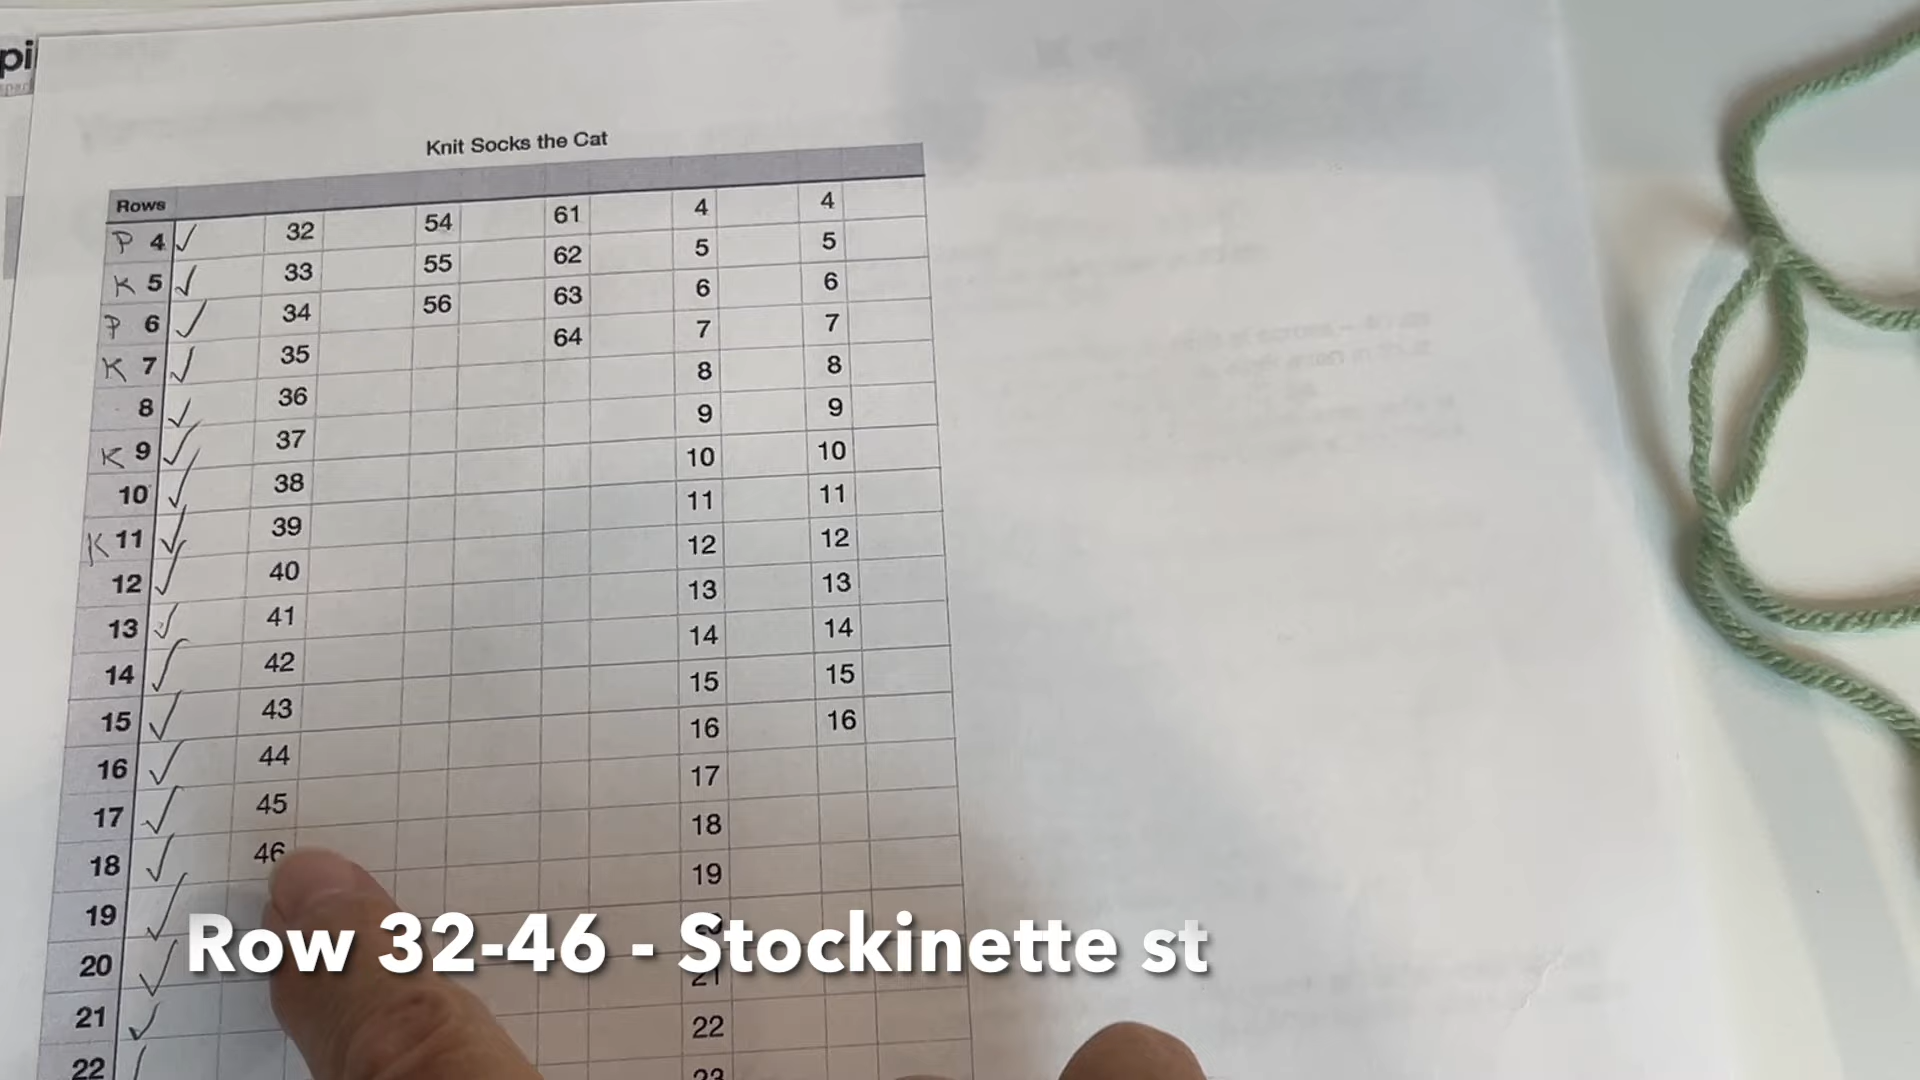 pi
Knit Socks the Cat
Rows
P 4 ✓ 32 54 61 4 4
K 5 ✓ 33 55 62 5 5
P 6 ✓ 34 56 63 6 6
K 7 ✓ 35 64 7 7
8 ✓ 36 8 8
K 9 ✓ 37 9 9
10 ✓ 38 10 10
K 11 ✓ 39 11 11
12 ✓ 40 12 12
13 ✓ 41 13 13
14 ✓ 42 14 14
15 ✓ 43 15 15
16 ✓ 44 16 16
17 ✓ 45 17
18 ✓ 46 18
19 ✓ 19
20 ✓
21 ✓ 21
22 22
23
Row 32-46 - Stockinette st